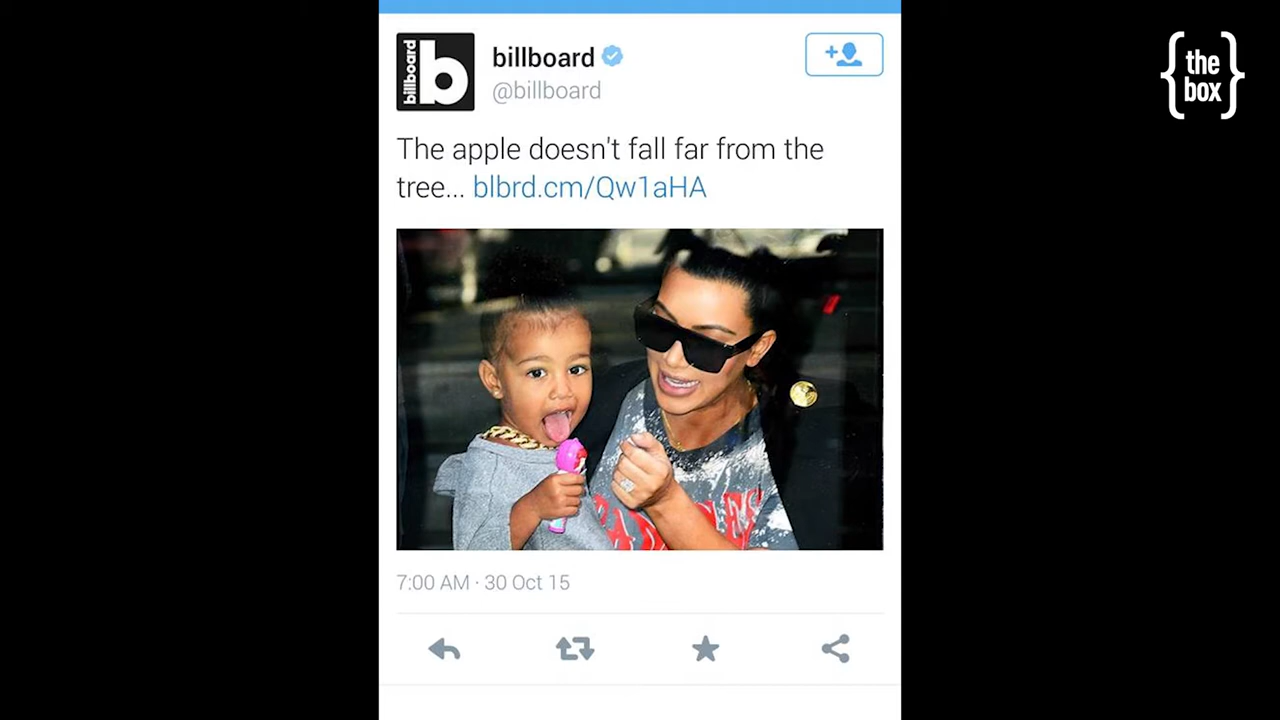 billboard
b
billboard
@billboard
The apple doesn't fall far from the
tree... blbrd.cm/Qw1aHA
7:00 AM · 30 Oct 15
{the
box}